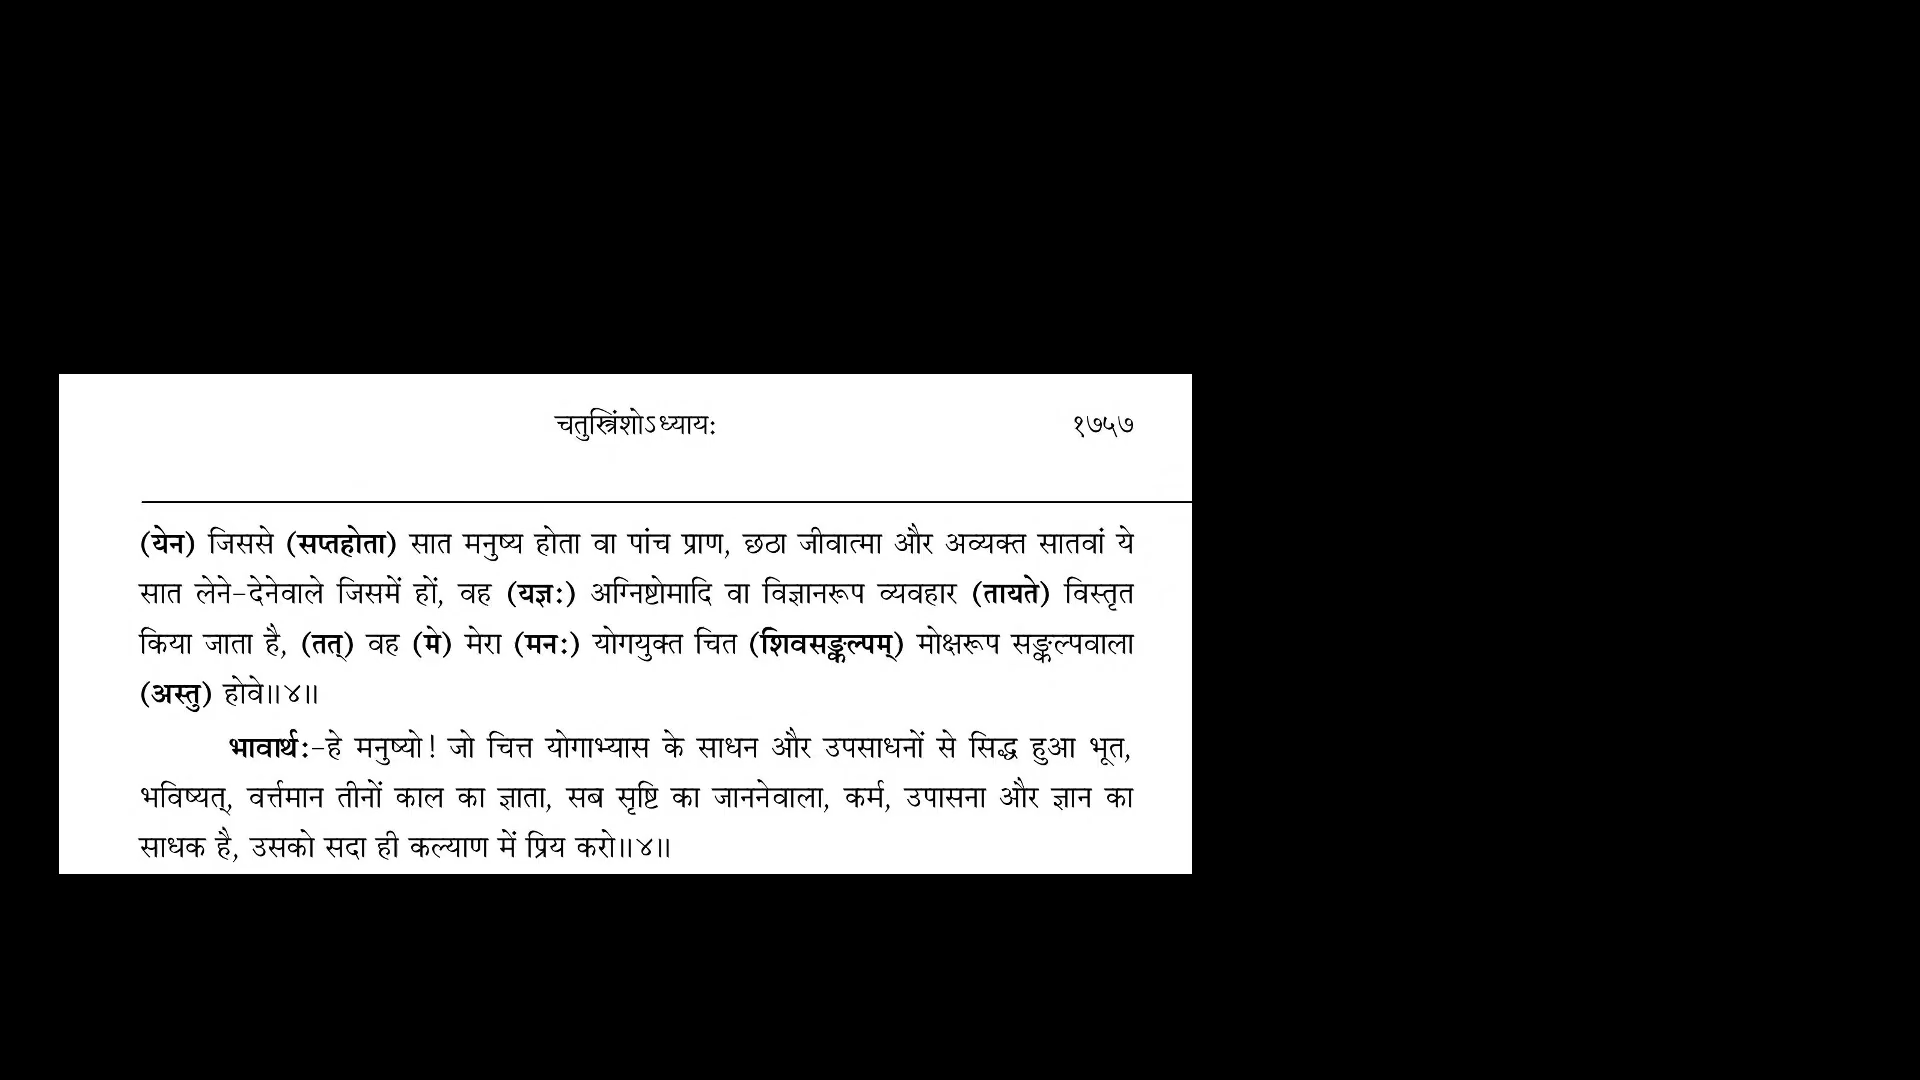 चतुस्त्रिंशोऽध्यायः १७५७
(येन) जिससे (सप्तहोता) सात मनुष्य होता वा पांच प्राण, छठा जीवात्मा और अव्यक्त सातवां ये
सात लेने-देनेवाले जिसमें हों, वह (यज्ञः) अग्निष्टोमादि वा विज्ञानरूप व्यवहार (तायते) विस्तृत
किया जाता है, (तत्) वह (मे) मेरा (मनः) योगयुक्त चित (शिवसङ्कल्पम्) मोक्षरूप सङ्कल्पवाला
(अस्तु) होवे॥४॥
भावार्थः-हे मनुष्यो! जो चित्त योगाभ्यास के साधन और उपसाधनों से सिद्ध हुआ भूत,
भविष्यत्, वर्त्तमान तीनों काल का ज्ञाता, सब सृष्टि का जाननेवाला, कर्म, उपासना और ज्ञान का
साधक है, उसको सदा ही कल्याण में प्रिय करो॥४॥